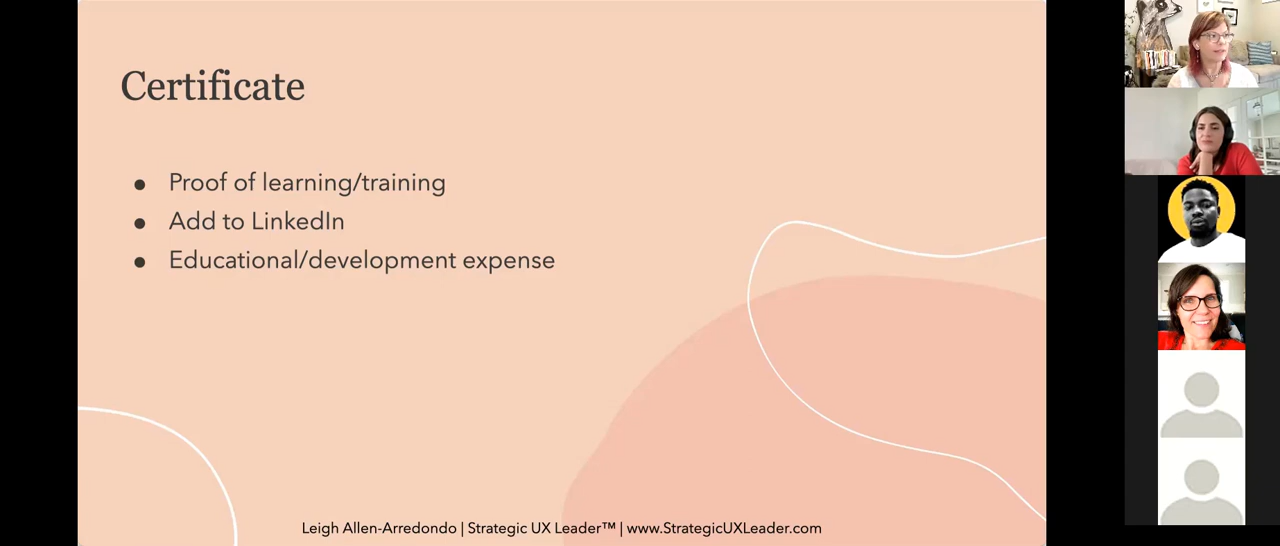 Certificate
● Proof of learning/training
● Add to LinkedIn
● Educational/development expense
Leigh Allen-Arredondo | Strategic UX Leader™ | www.StrategicUXLeader.com